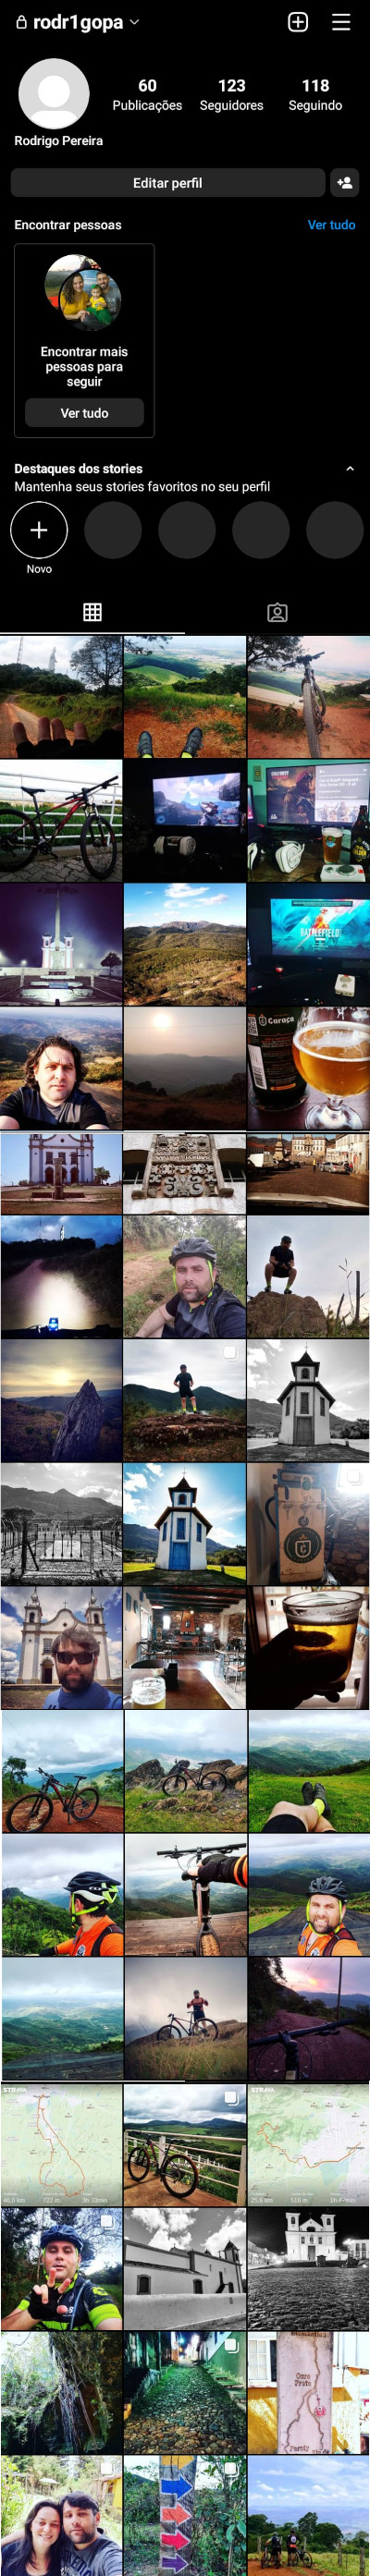 rodr1gopa
60
123
118
Publicações
Seguidores
Seguindo
Rodrigo Pereira
Editar perfil
Encontrar pessoas
Ver tudo
Encontrar mais
pessoas para
seguir
Ver tudo
Destaques dos stories
Mantenha seus stories favoritos no seu perfil
Novo
BATTLEFIELD
Caraça
STRAVA
STRAVA
Ouro
Preto
Paraty